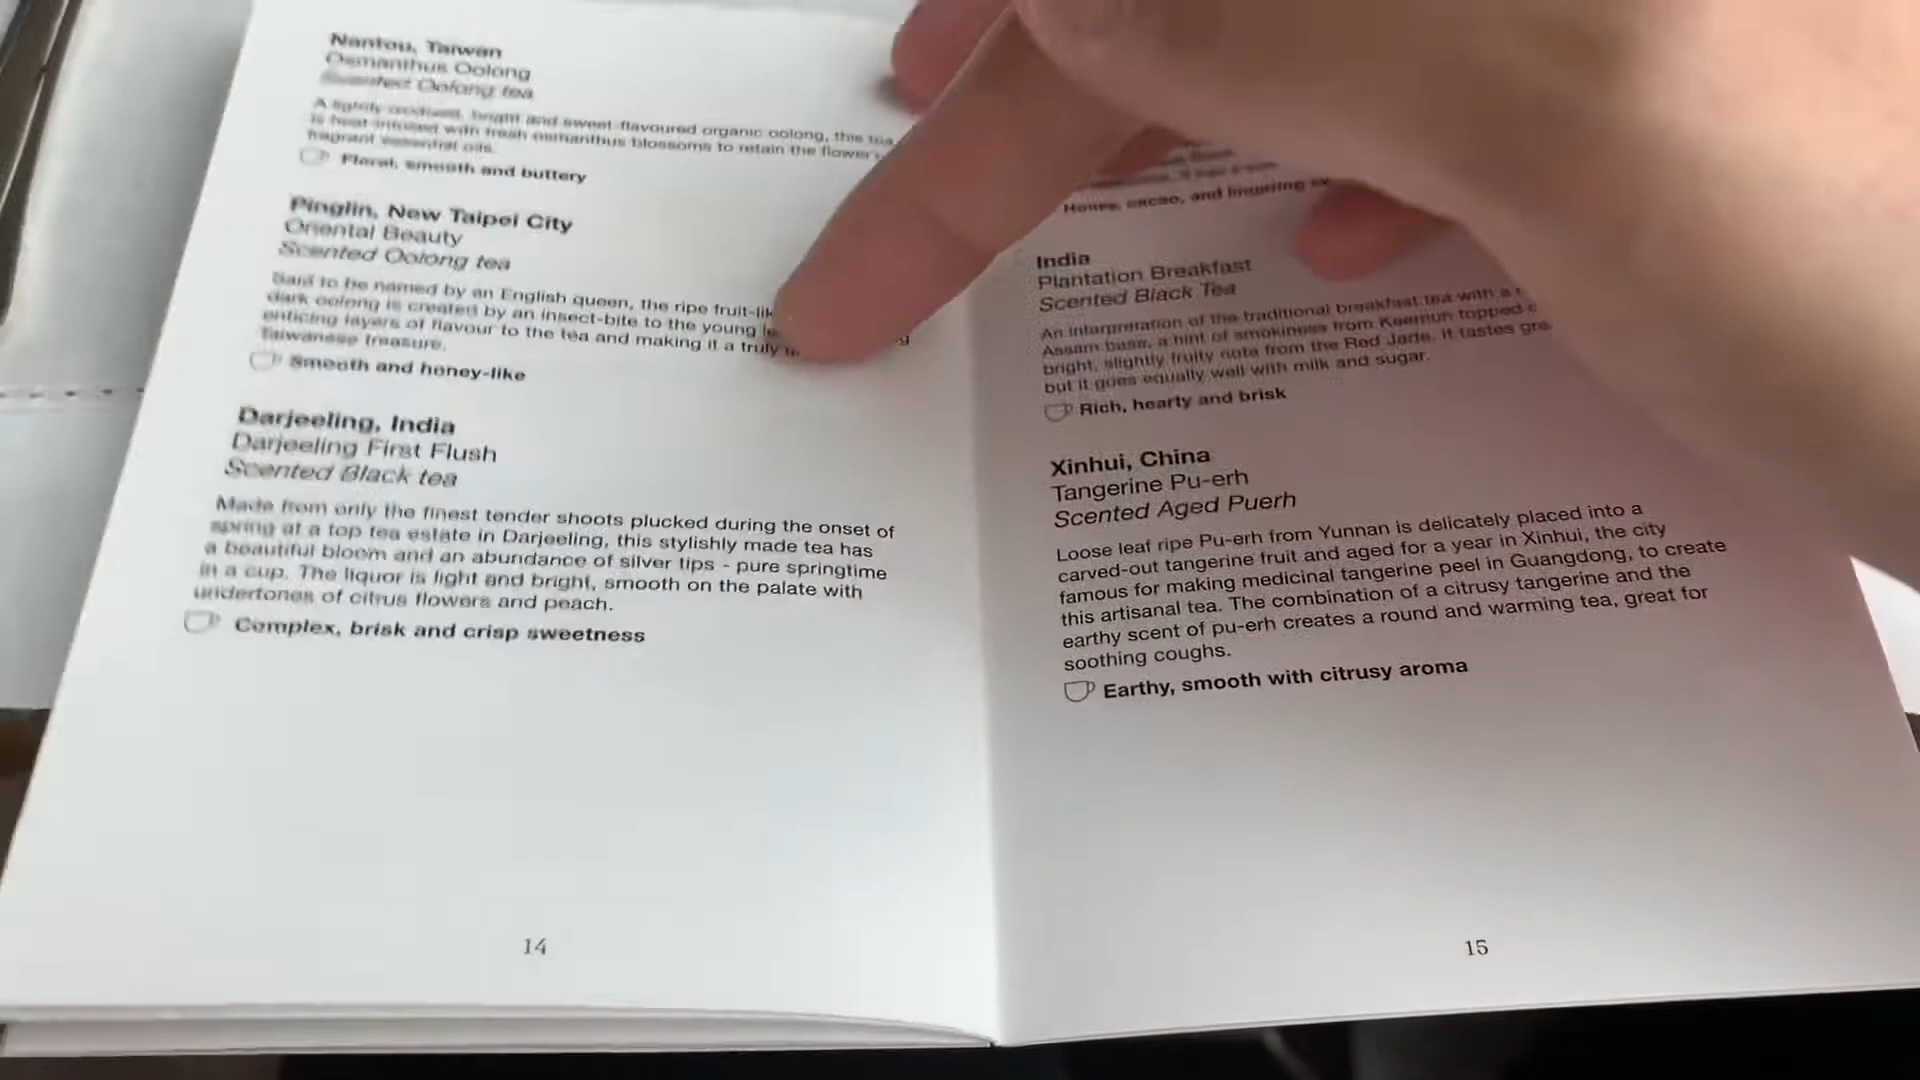 Nantou, Taiwan
Osmanthus Oolong
Scented Oolong tea
A lightly oxidised, bright and sweet flavoured organic oolong, this tea
is heat-infused with fresh osmanthus blossoms to retain the flower's
fragrant essential oils.
Floral, smooth and buttery
Pinglin, New Taipei City
Oriental Beauty
Scented Oolong tea
Said to be named by an English queen, the ripe fruit-lik
dark oolong is created by an insect-bite to the young
enticing layers of flavour to the tea and making it a truly
Taiwanese treasure.
Smooth and honey-like
Darjeeling, India
Darjeeling First Flush
Scented Black tea
Made from only the finest tender shoots plucked during the onset of
spring at a top tea estate in Darjeeling, this stylishly made tea has
a beautiful bloom and an abundance of silver tips - pure springtime
in a cup. The liquor is light and bright, smooth on the palate with
undertones of citrus flowers and peach.
Complex, brisk and crisp sweetness
14
Honey, cacao, and lingering
India
Plantation Breakfast
Scented Black Tea
An interpretation of the traditional breakfast tea with a
Assam base, a hint of smokiness from Keemun topped
bright, slightly fruity note from the Red Jade. It tastes
but it goes equally well with milk and sugar.
Rich, hearty and brisk
Xinhui, China
Tangerine Pu-erh
Scented Aged Puerh
Loose leaf ripe Pu-erh from Yunnan is delicately placed into a
carved-out tangerine fruit and aged for a year in Xinhui, the city
famous for making medicinal tangerine peel in Guangdong, to create
this artisanal tea. The combination of a citrusy tangerine and the
earthy scent of pu-erh creates a round and warming tea, great for
soothing coughs.
Earthy, smooth with citrusy aroma
15